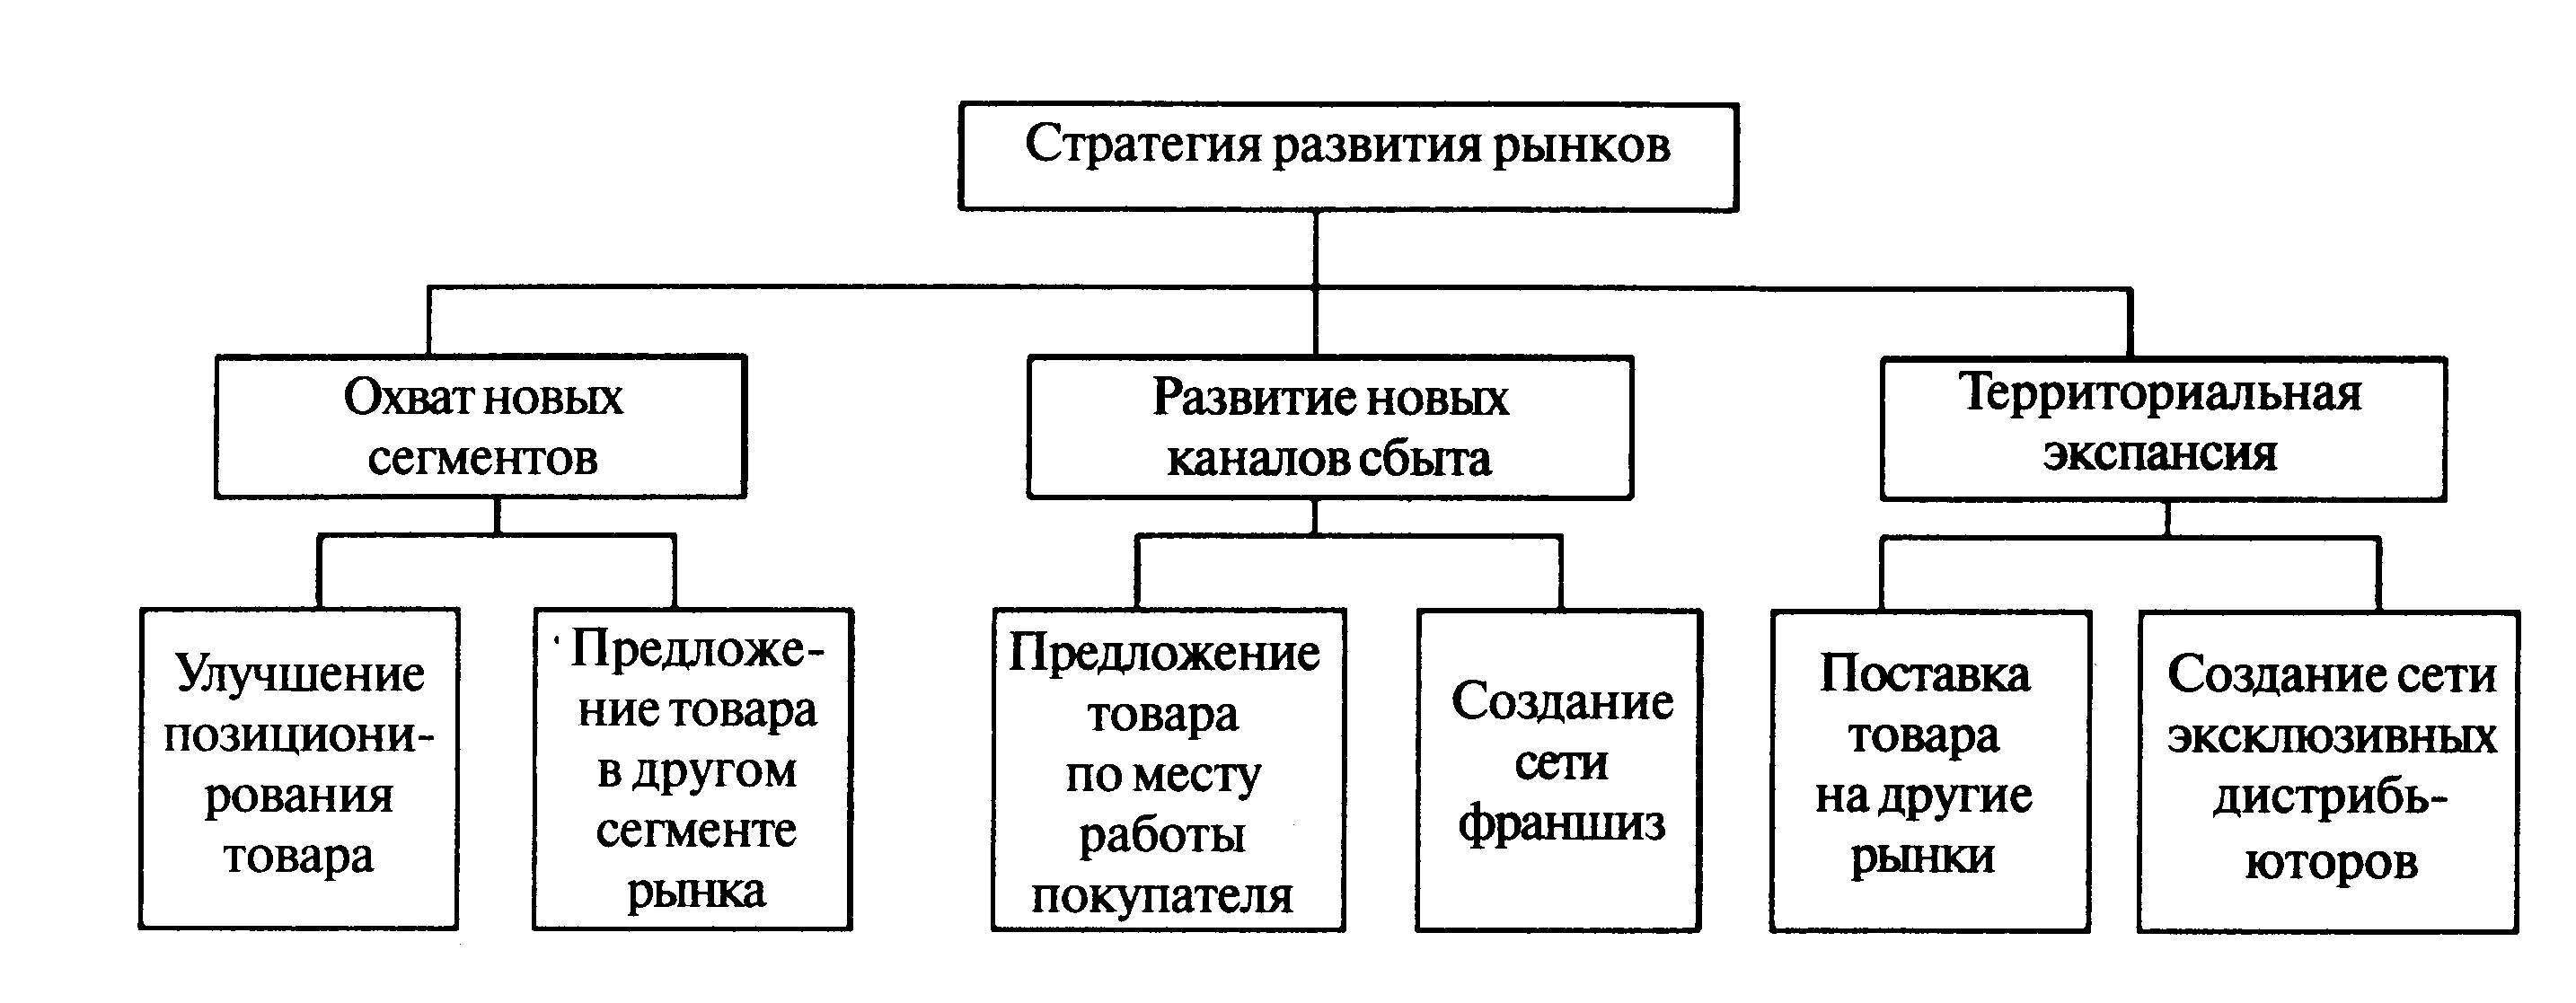 Стратегия развития рынков
Охват новых
сегментов
Развитие новых
каналов сбыта
Территориальная
экспансия
Улучшение
позициони-
рования
товара
Предложе-
ние товара
в другом
сегменте
рынка
Предложение
товара
по месту
работы
покупателя
Создание
сети
франшиз
Поставка
товара
на другие
рынки
Создание сети
эксклюзивных
дистрибь-
юторов